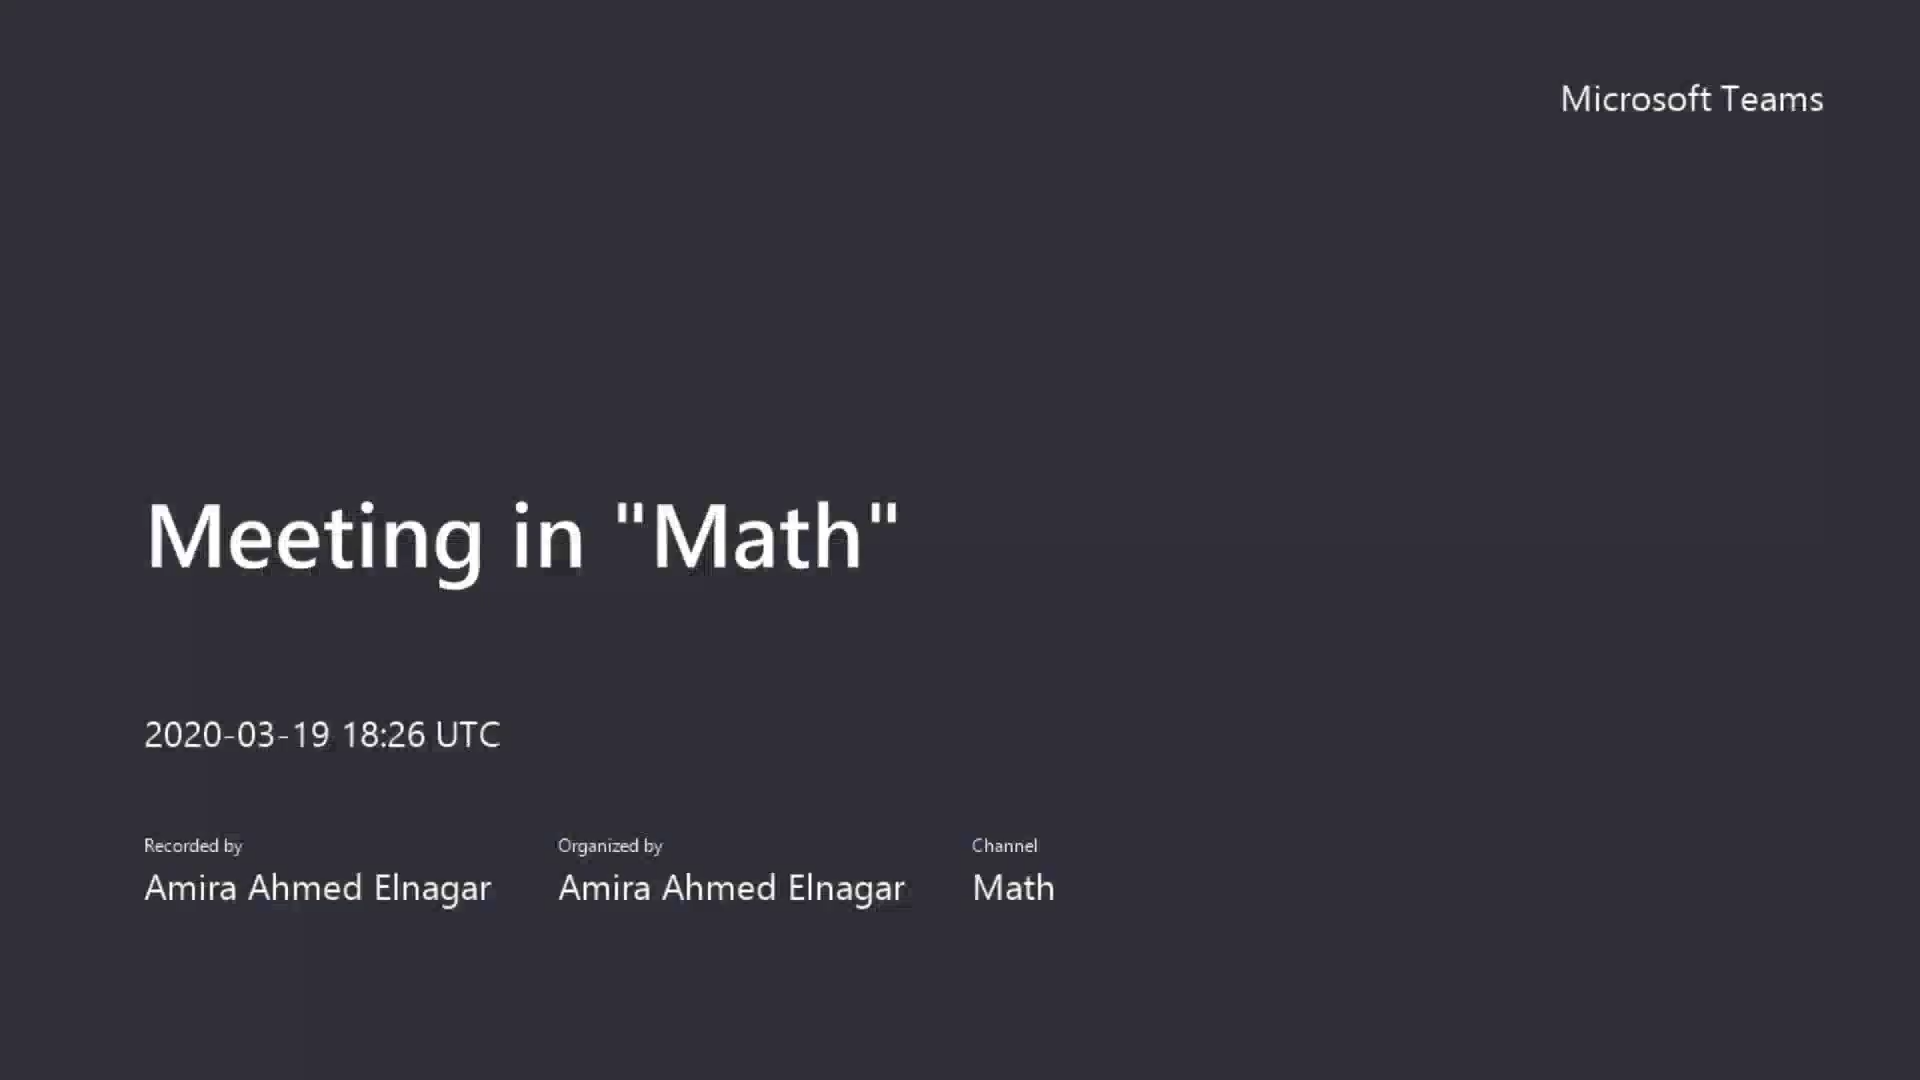 Microsoft Teams
Meeting in "Math"
2020-03-19 18:26 UTC
Recorded by
Amira Ahmed Elnagar
Organized by
Amira Ahmed Elnagar
Channel
Math